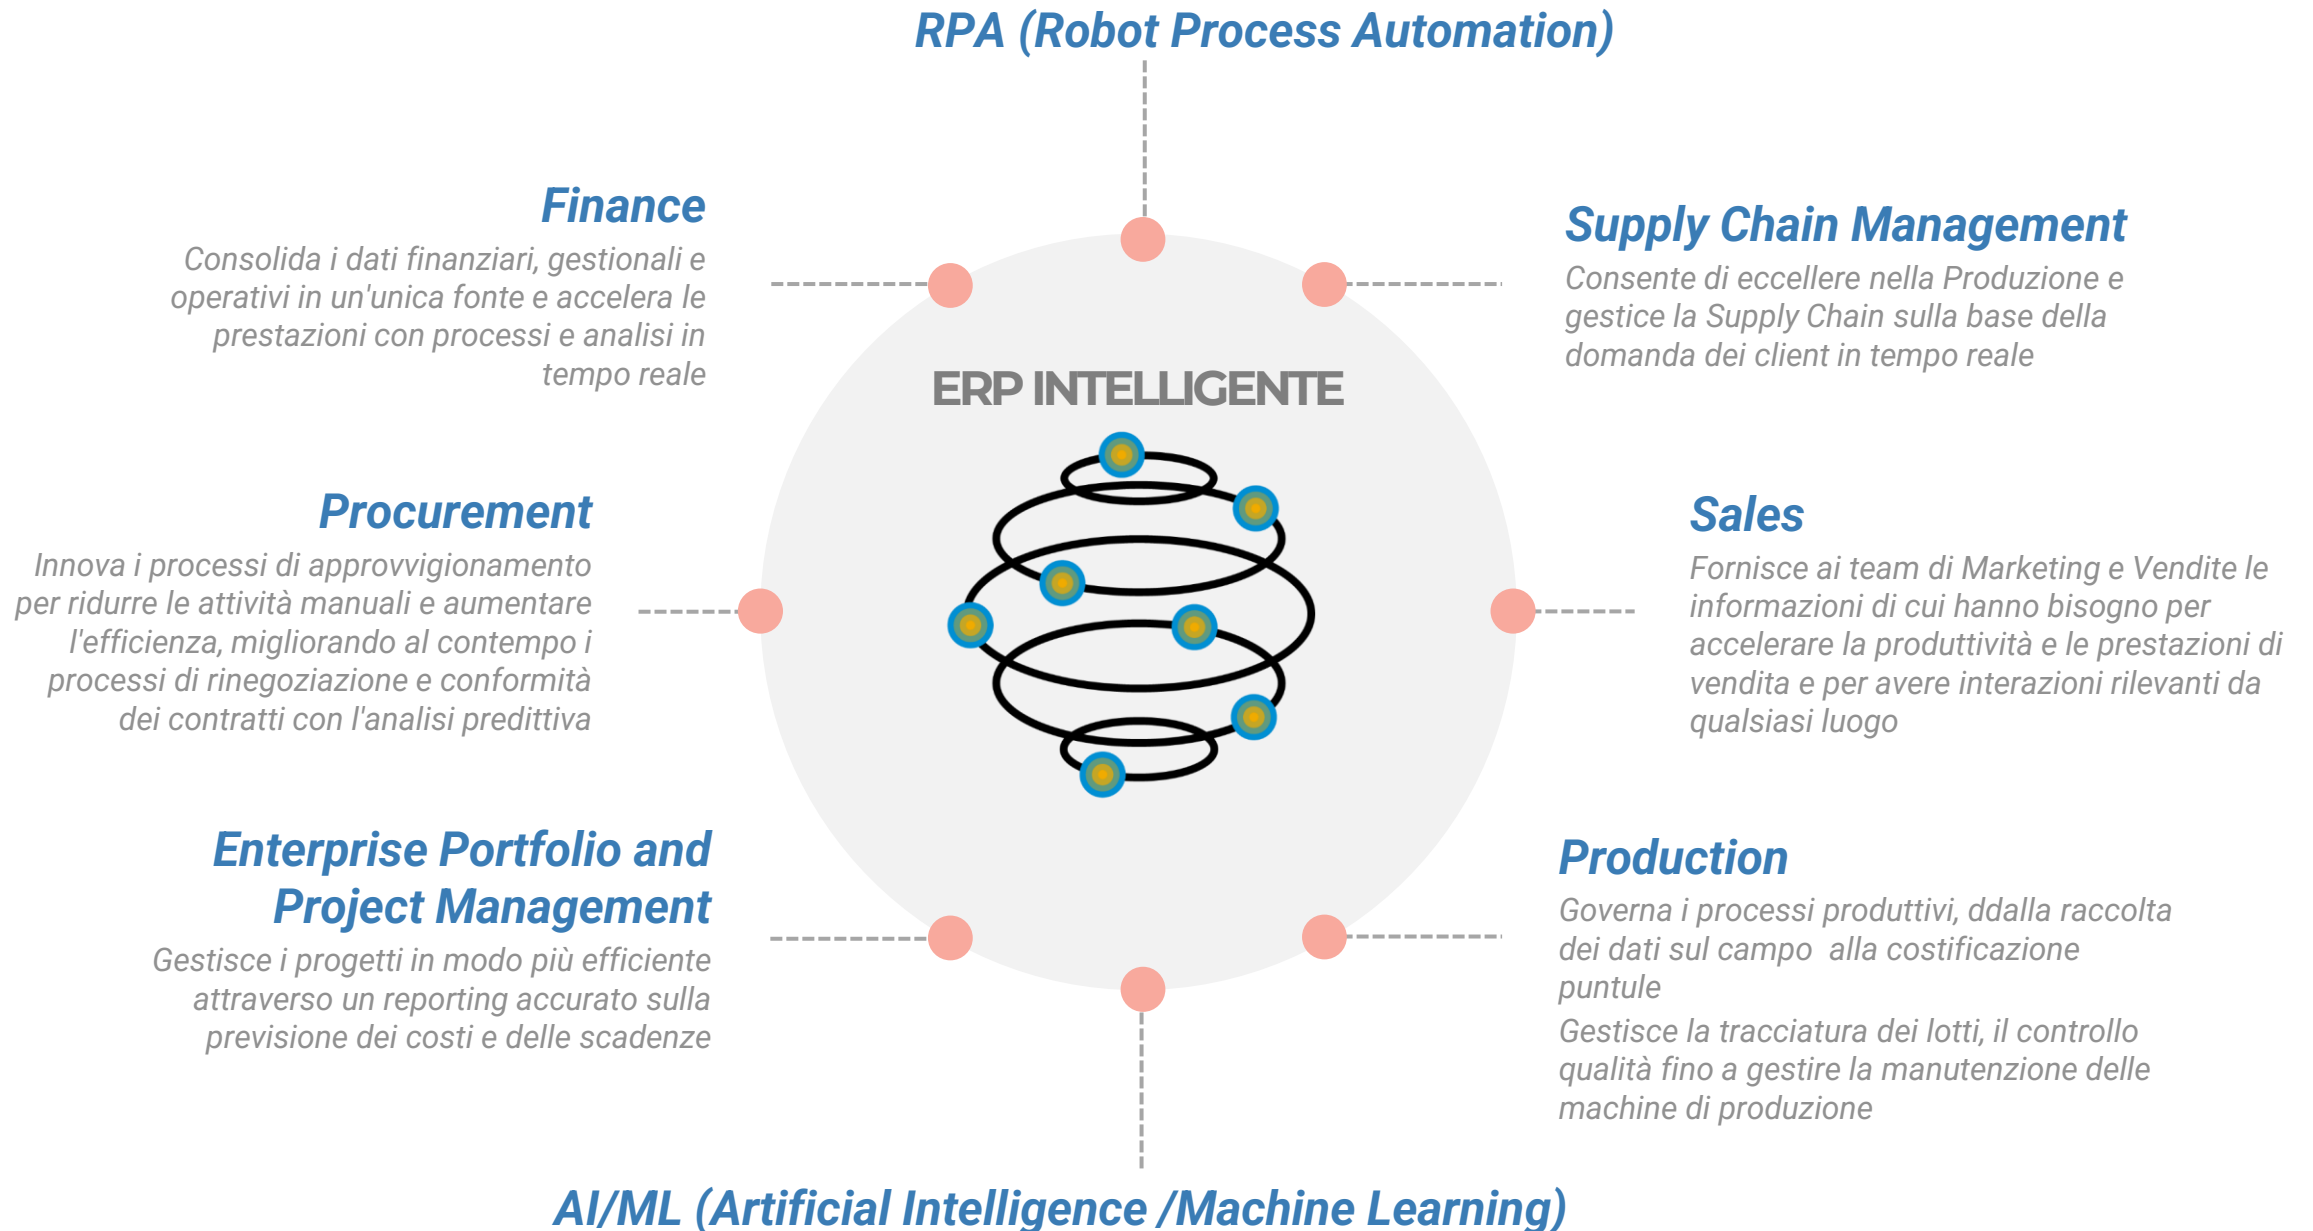 RPA (Robot Process Automation)
Finance
Consolida i dati finanziari, gestionali e
operativi in un'unica fonte e accelera le
prestazioni con processi e analisi in
tempo reale
Supply Chain Management
Consente di eccellere nella Produzione e
gestice la Supply Chain sulla base della
domanda dei client in tempo reale
ERP INTELLIGENTE
Procurement
Innova i processi di approvvigionamento
per ridurre le attività manuali e aumentare
l'efficienza, migliorando al contempo i
processi di rinegoziazione e conformità
dei contratti con l'analisi predittiva
Sales
Fornisce ai team di Marketing e Vendite le
informazioni di cui hanno bisogno per
accelerare la produttività e le prestazioni di
vendita e per avere interazioni rilevanti da
qualsiasi luogo
Enterprise Portfolio and
Project Management
Gestisce i progetti in modo più efficiente
attraverso un reporting accurato sulla
previsione dei costi e delle scadenze
Production
Governa i processi produttivi, ddalla raccolta
dei dati sul campo  alla costificazione
puntule
Gestisce la tracciatura dei lotti, il controllo
qualità fino a gestire la manutenzione delle
machine di produzione
AI/ML (Artificial Intelligence /Machine Learning)